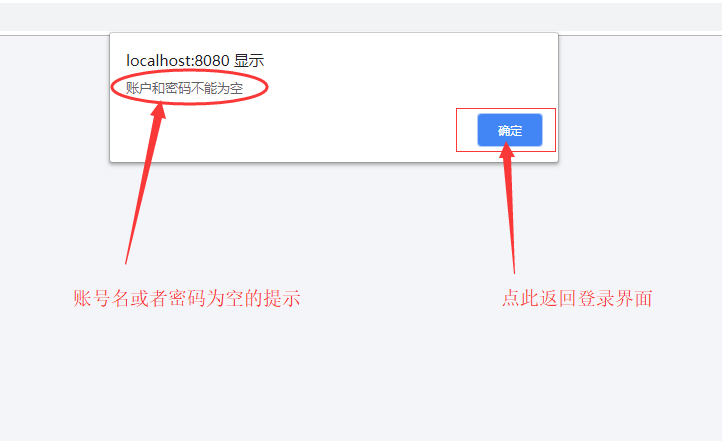 localhost:8080 显示
账户和密码不能为空
确定
账号名或者密码为空的提示
点此返回登录界面